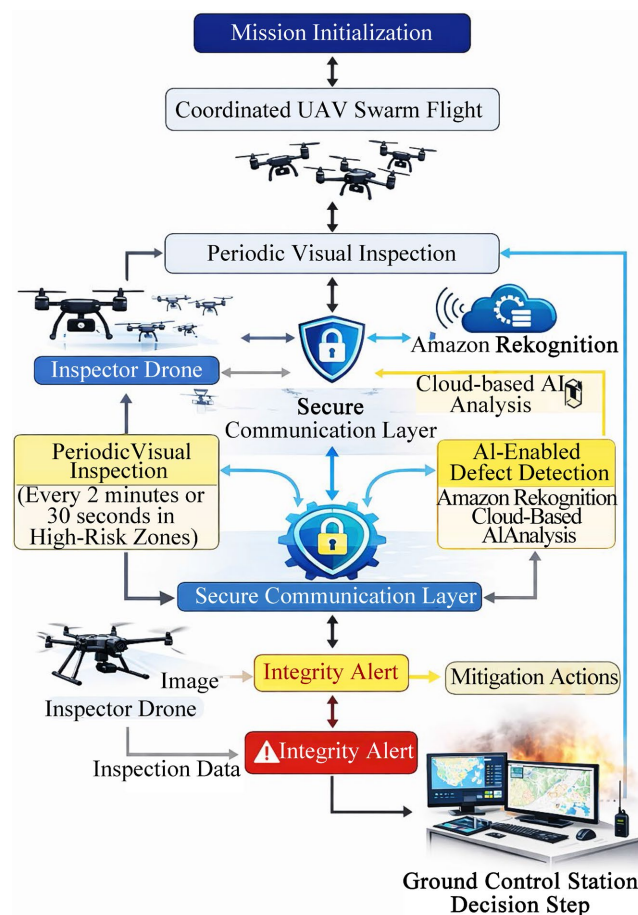 Mission Initialization
Coordinated UAV Swarm Flight
Periodic Visual Inspection
Inspector Drone
Amazon Rekognition
Cloud-based AI
Analysis
Secure
Communication Layer
PeriodicVisual
Inspection
(Every 2 minutes or
30 seconds in
High-Risk Zones)
AI-Enabled
Defect Detection
Amazon Rekognition
Cloud-Based
AIAnalysis
Secure Communication Layer
Image
Integrity Alert
Mitigation Actions
Inspector Drone
Integrity Alert
Inspection Data
Ground Control Station
Decision Step